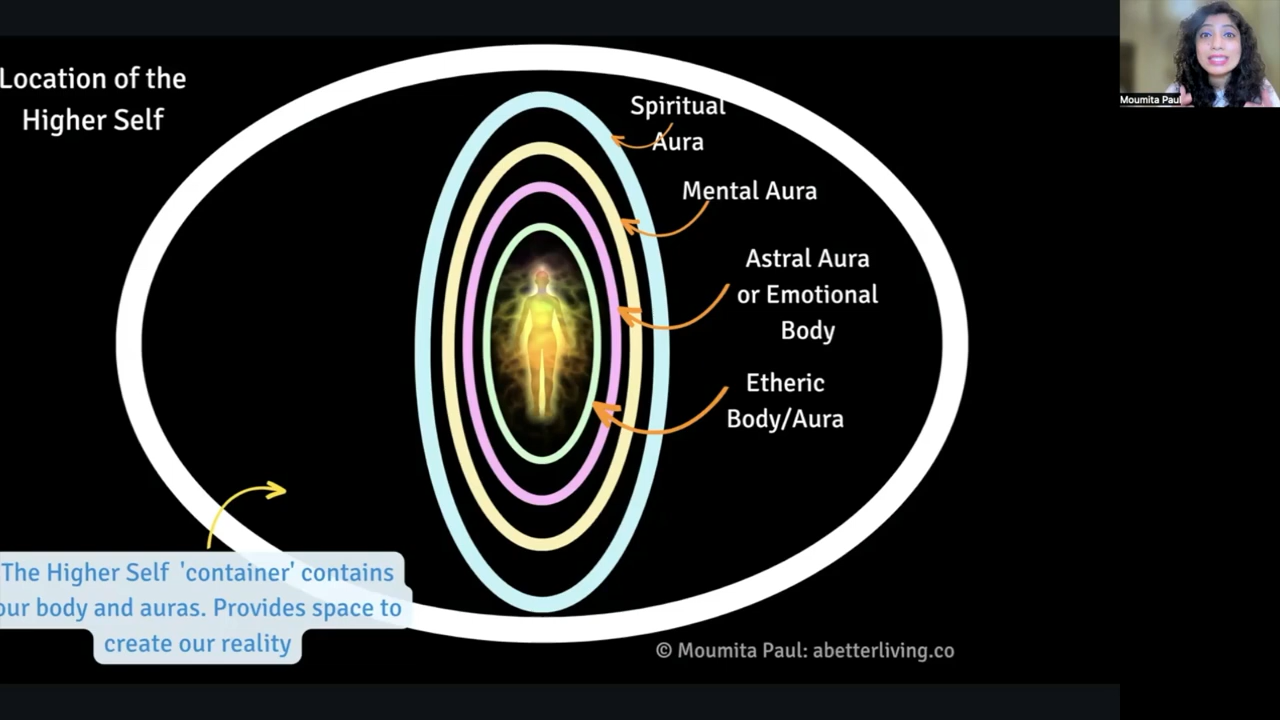 Location of the
Higher Self
Moumita Paul
Spiritual
Aura
Mental Aura
Astral Aura
or Emotional
Body
Etheric
Body/Aura
The Higher Self 'container' contains
our body and auras. Provides space to
create our reality
© Moumita Paul: abetterliving.co